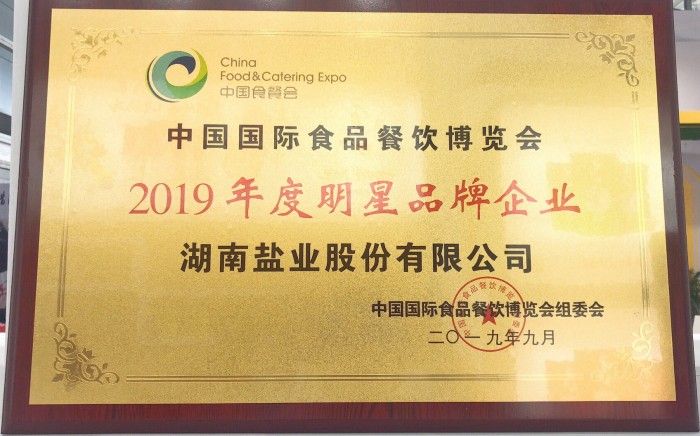 China
Food&Catering Expo
中国食餐会
中国国际食品餐饮博览会
2019年度明星品牌企业
湖南盐业股份有限公司
中国国际食品餐饮博览会组委会
二〇一九年九月